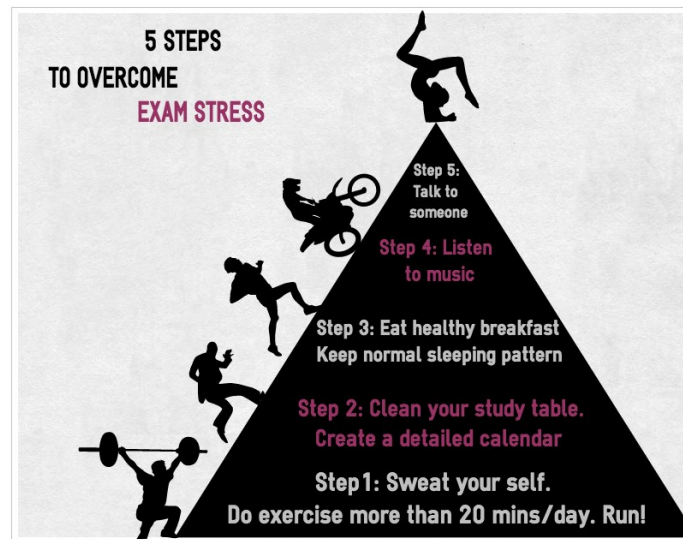 5 STEPS
TO OVERCOME
EXAM STRESS
Step 5:
Talk to
someone
Step 4: Listen
to music
Step 3: Eat healthy breakfast
Keep normal sleeping pattern
Step 2: Clean your study table.
Create a detailed calendar
Step1: Sweat your self.
Do exercise more than 20 mins/day. Run!